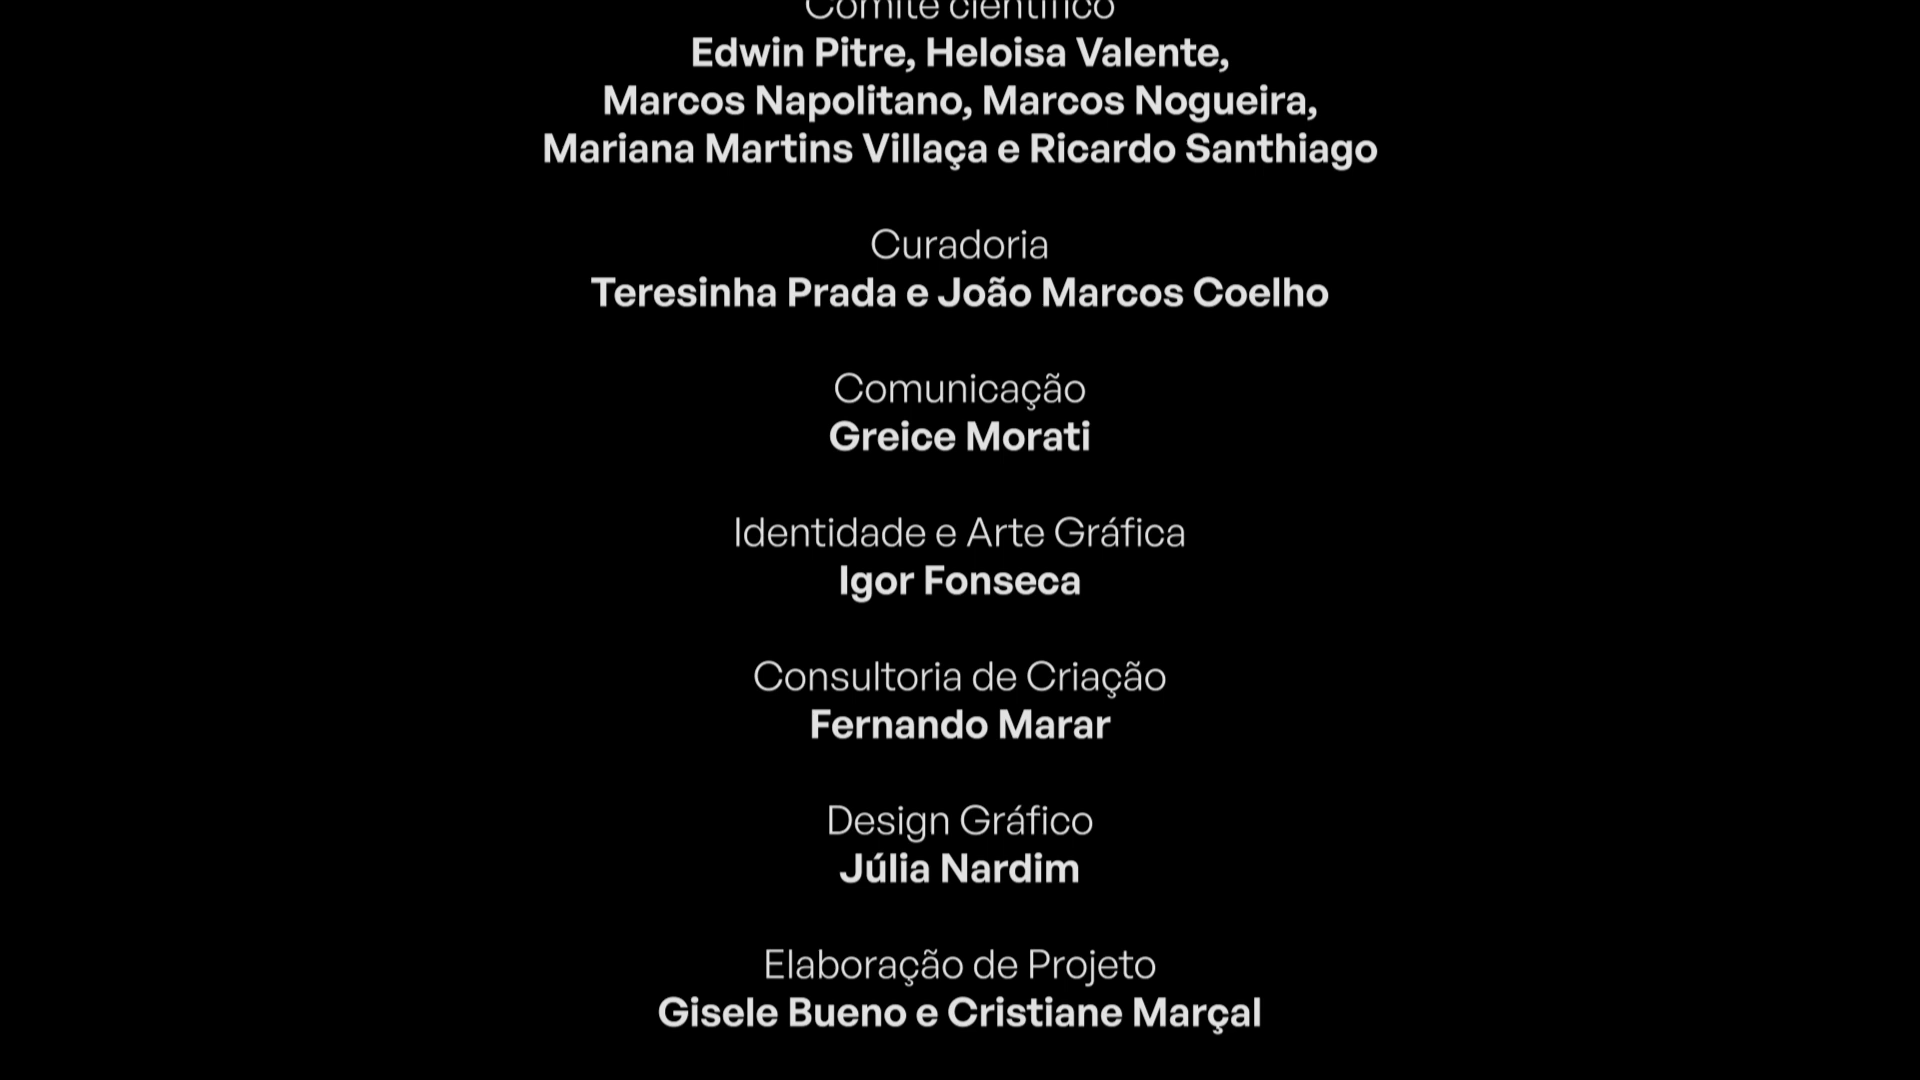 Comitê científico
Edwin Pitre, Heloisa Valente,
Marcos Napolitano, Marcos Nogueira,
Mariana Martins Villaça e Ricardo Santhiago
Curadoria
Teresinha Prada e João Marcos Coelho
Comunicação
Greice Morati
Identidade e Arte Gráfica
Igor Fonseca
Consultoria de Criação
Fernando Marar
Design Gráfico
Júlia Nardim
Elaboração de Projeto
Gisele Bueno e Cristiane Marçal